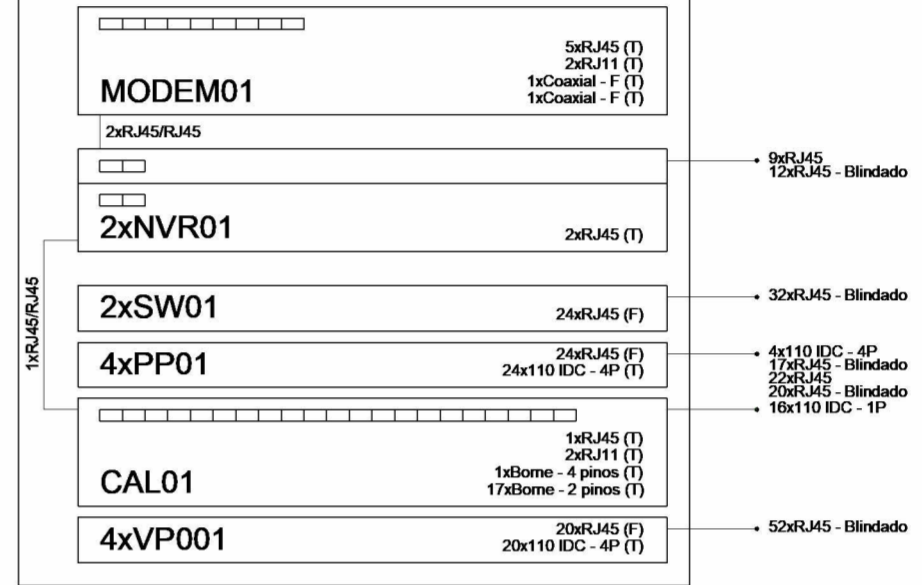 5xRJ45 (T)
2xRJ11 (T)
1xCoaxial - F (T)
1xCoaxial - F (T)
MODEM01
2xRJ45/RJ45
9xRJ45
12xRJ45 - Blindado
2xNVR01
2xRJ45 (T)
1xRJ45/RJ45
2xSW01
24xRJ45 (F)
32xRJ45 - Blindado
4xPP01
24xRJ45 (F)
24x110 IDC - 4P (T)
4x110 IDC - 4P
17xRJ45 - Blindado
22xRJ45
20xRJ45 - Blindado
16x110 IDC - 1P
1xRJ45 (T)
2xRJ11 (T)
1xBorne - 4 pinos (T)
17xBorne - 2 pinos (T)
CAL01
4xVP001
20xRJ45 (F)
20x110 IDC - 4P (T)
52xRJ45 - Blindado